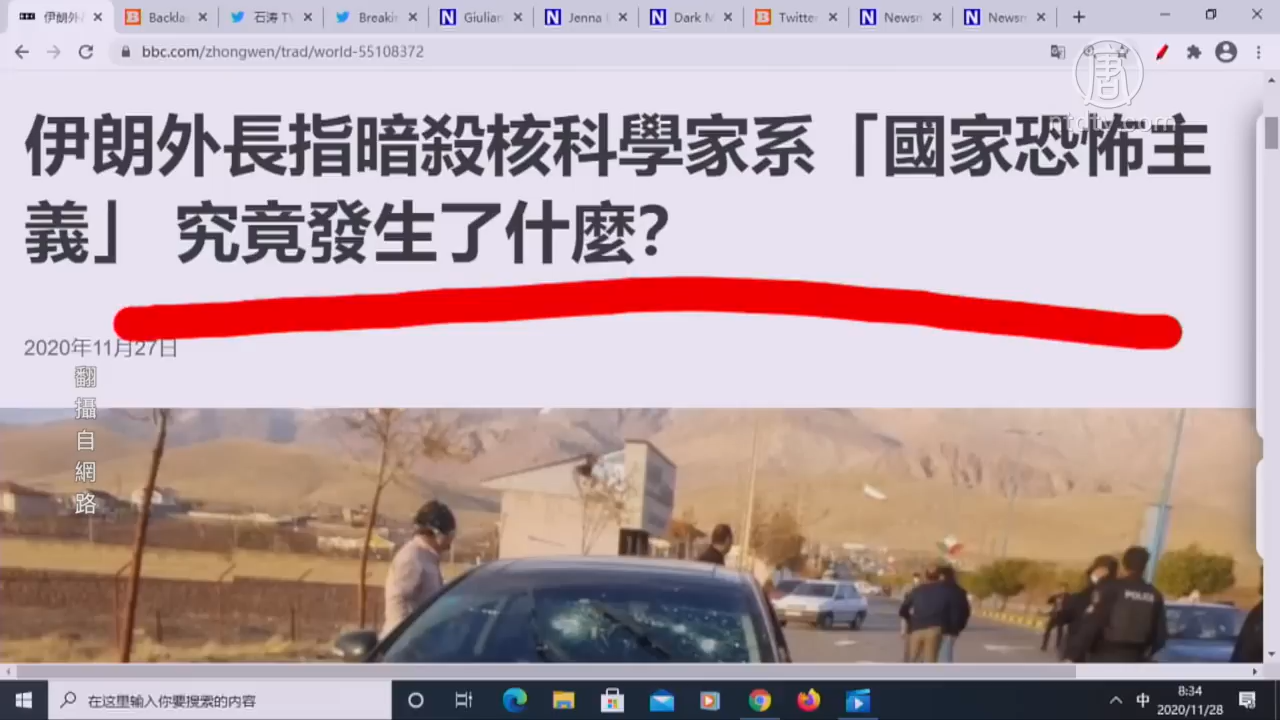 伊朗外
Backla
石涛 TV
Breakin
Giulian
Jenna
Dark M
Twitter
Newsm
Newsm
bbc.com/zhongwen/trad/world-55108372
唐
ntdtv.com
伊朗外長指暗殺核科學家系「國家恐怖主
義」 究竟發生了什麼?
2020年11月27日
翻攝自網路
POLICE
在这里输入你要搜索的内容
中
8:34
2020/11/28